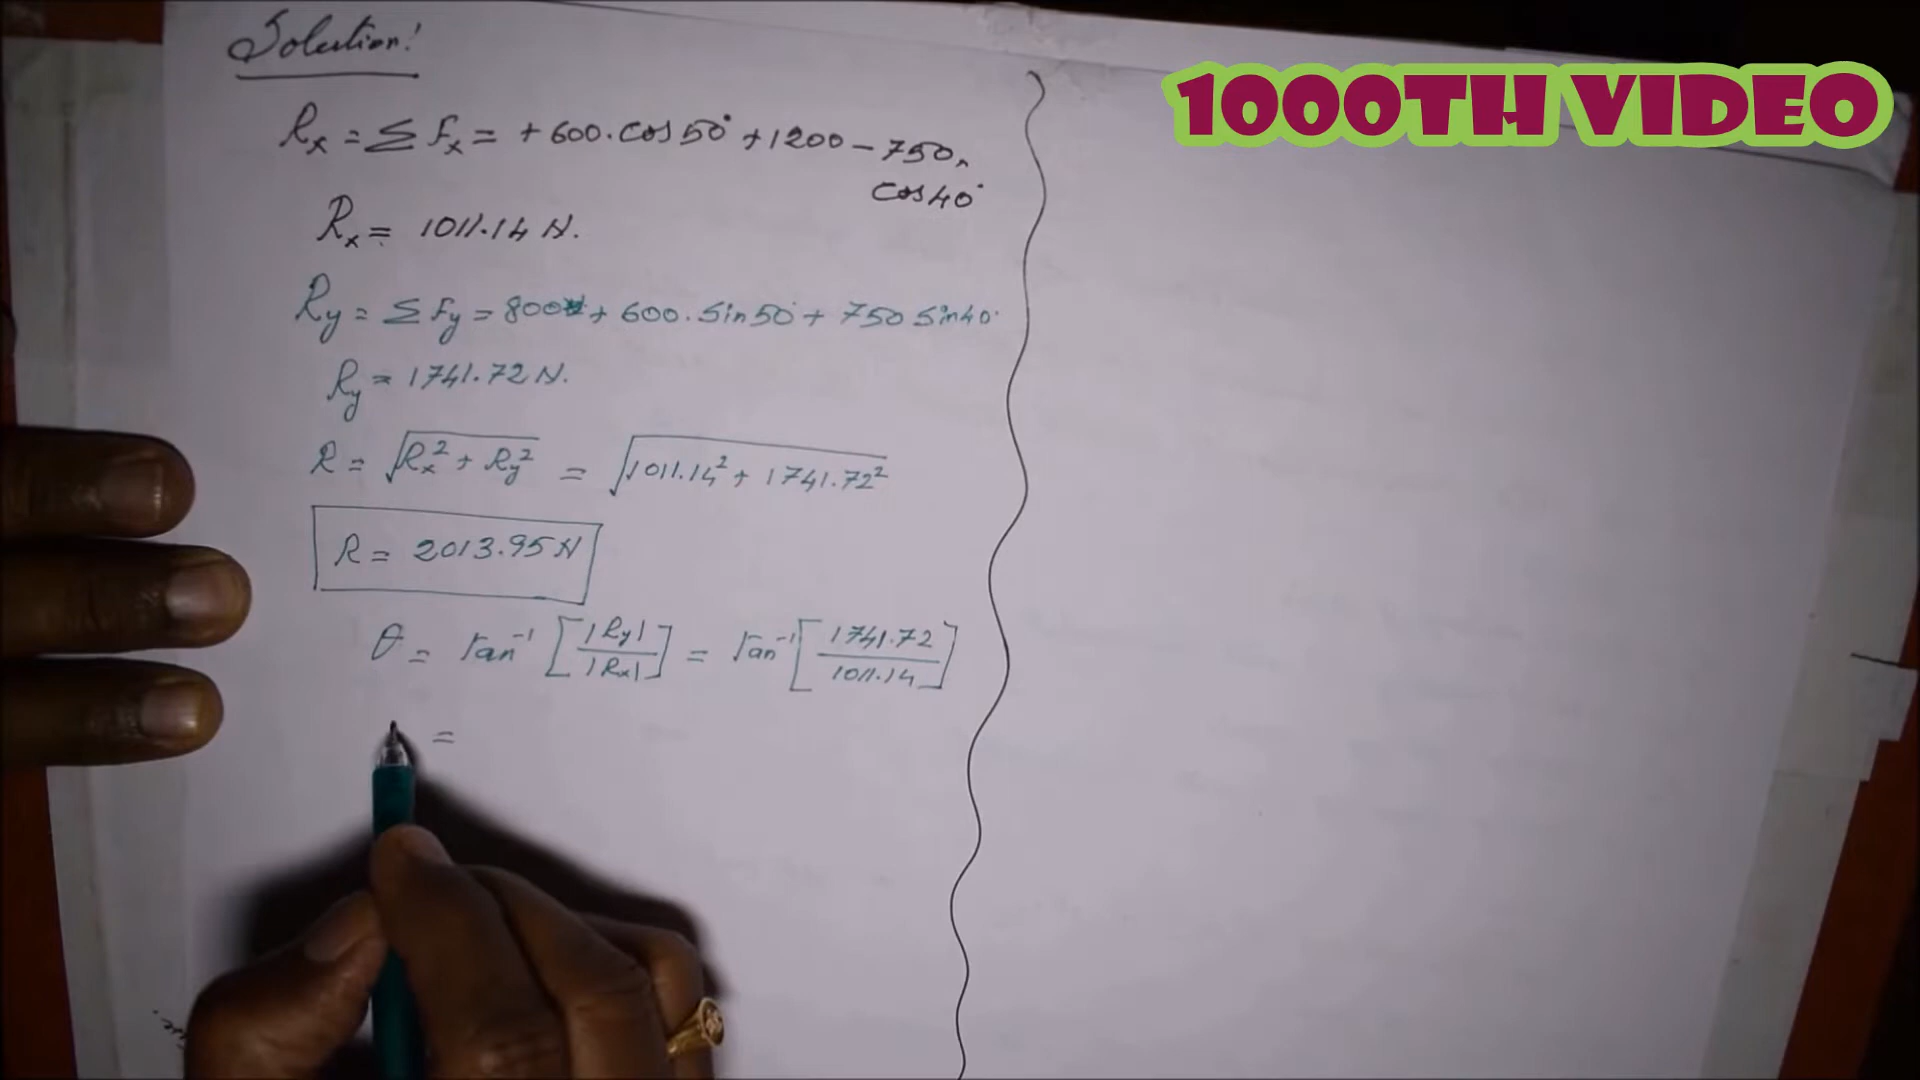 Solution!
1000TH VIDEO
Rx = Σ Fx = + 600.cos50° + 1200 - 750.
cos40°
Rx = 1011.14 N.
Ry = Σ Fy = 800 + 600.Sin50 + 750 Sin40.
Ry = 1741.72 N.
R = √Rx² + Ry² = √1011.14² + 1741.72²
R = 2013.95 N
θ = Tan⁻¹ [|Ry| / |Rx|] = Tan⁻¹ [1741.72 / 1011.14]
=